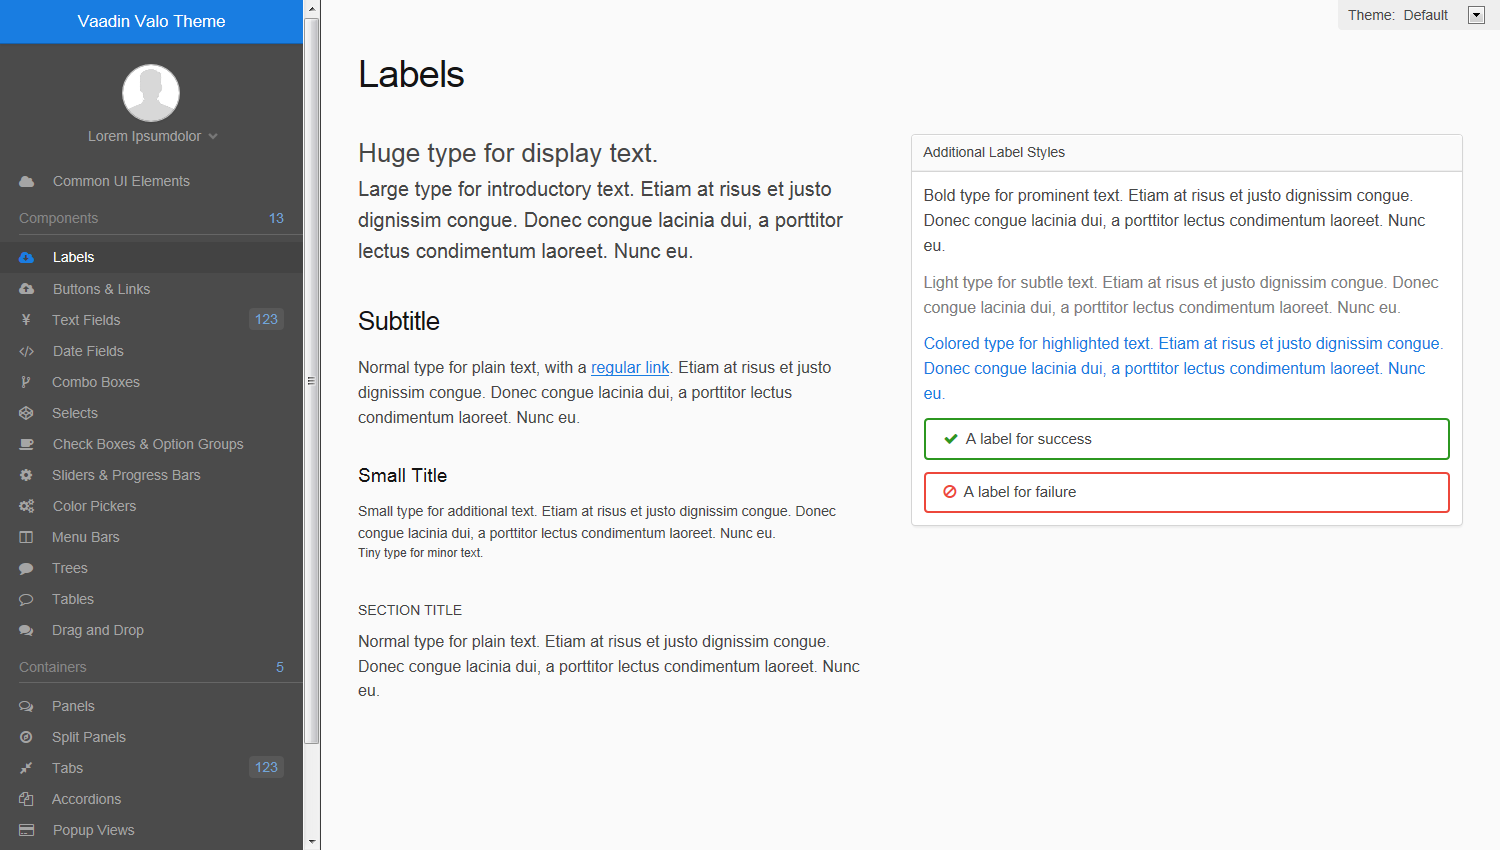 Vaadin Valo Theme
Lorem Ipsumdolor
Common UI Elements
Components 13
Labels
Buttons & Links
Text Fields 123
Date Fields
Combo Boxes
Selects
Check Boxes & Option Groups
Sliders & Progress Bars
Color Pickers
Menu Bars
Trees
Tables
Drag and Drop
Containers 5
Panels
Split Panels
Tabs 123
Accordions
Popup Views
Theme: Default
Labels
Huge type for display text.
Large type for introductory text. Etiam at risus et justo
dignissim congue. Donec congue lacinia dui, a porttitor
lectus condimentum laoreet. Nunc eu.
Subtitle
Normal type for plain text, with a regular link. Etiam at risus et justo
dignissim congue. Donec congue lacinia dui, a porttitor lectus
condimentum laoreet. Nunc eu.
Small Title
Small type for additional text. Etiam at risus et justo dignissim congue. Donec
congue lacinia dui, a porttitor lectus condimentum laoreet. Nunc eu.
Tiny type for minor text.
SECTION TITLE
Normal type for plain text. Etiam at risus et justo dignissim congue.
Donec congue lacinia dui, a porttitor lectus condimentum laoreet. Nunc
eu.
Additional Label Styles
Bold type for prominent text. Etiam at risus et justo dignissim congue.
Donec congue lacinia dui, a porttitor lectus condimentum laoreet. Nunc
eu.
Light type for subtle text. Etiam at risus et justo dignissim congue. Donec
congue lacinia dui, a porttitor lectus condimentum laoreet. Nunc eu.
Colored type for highlighted text. Etiam at risus et justo dignissim congue.
Donec congue lacinia dui, a porttitor lectus condimentum laoreet. Nunc
eu.
A label for success
A label for failure